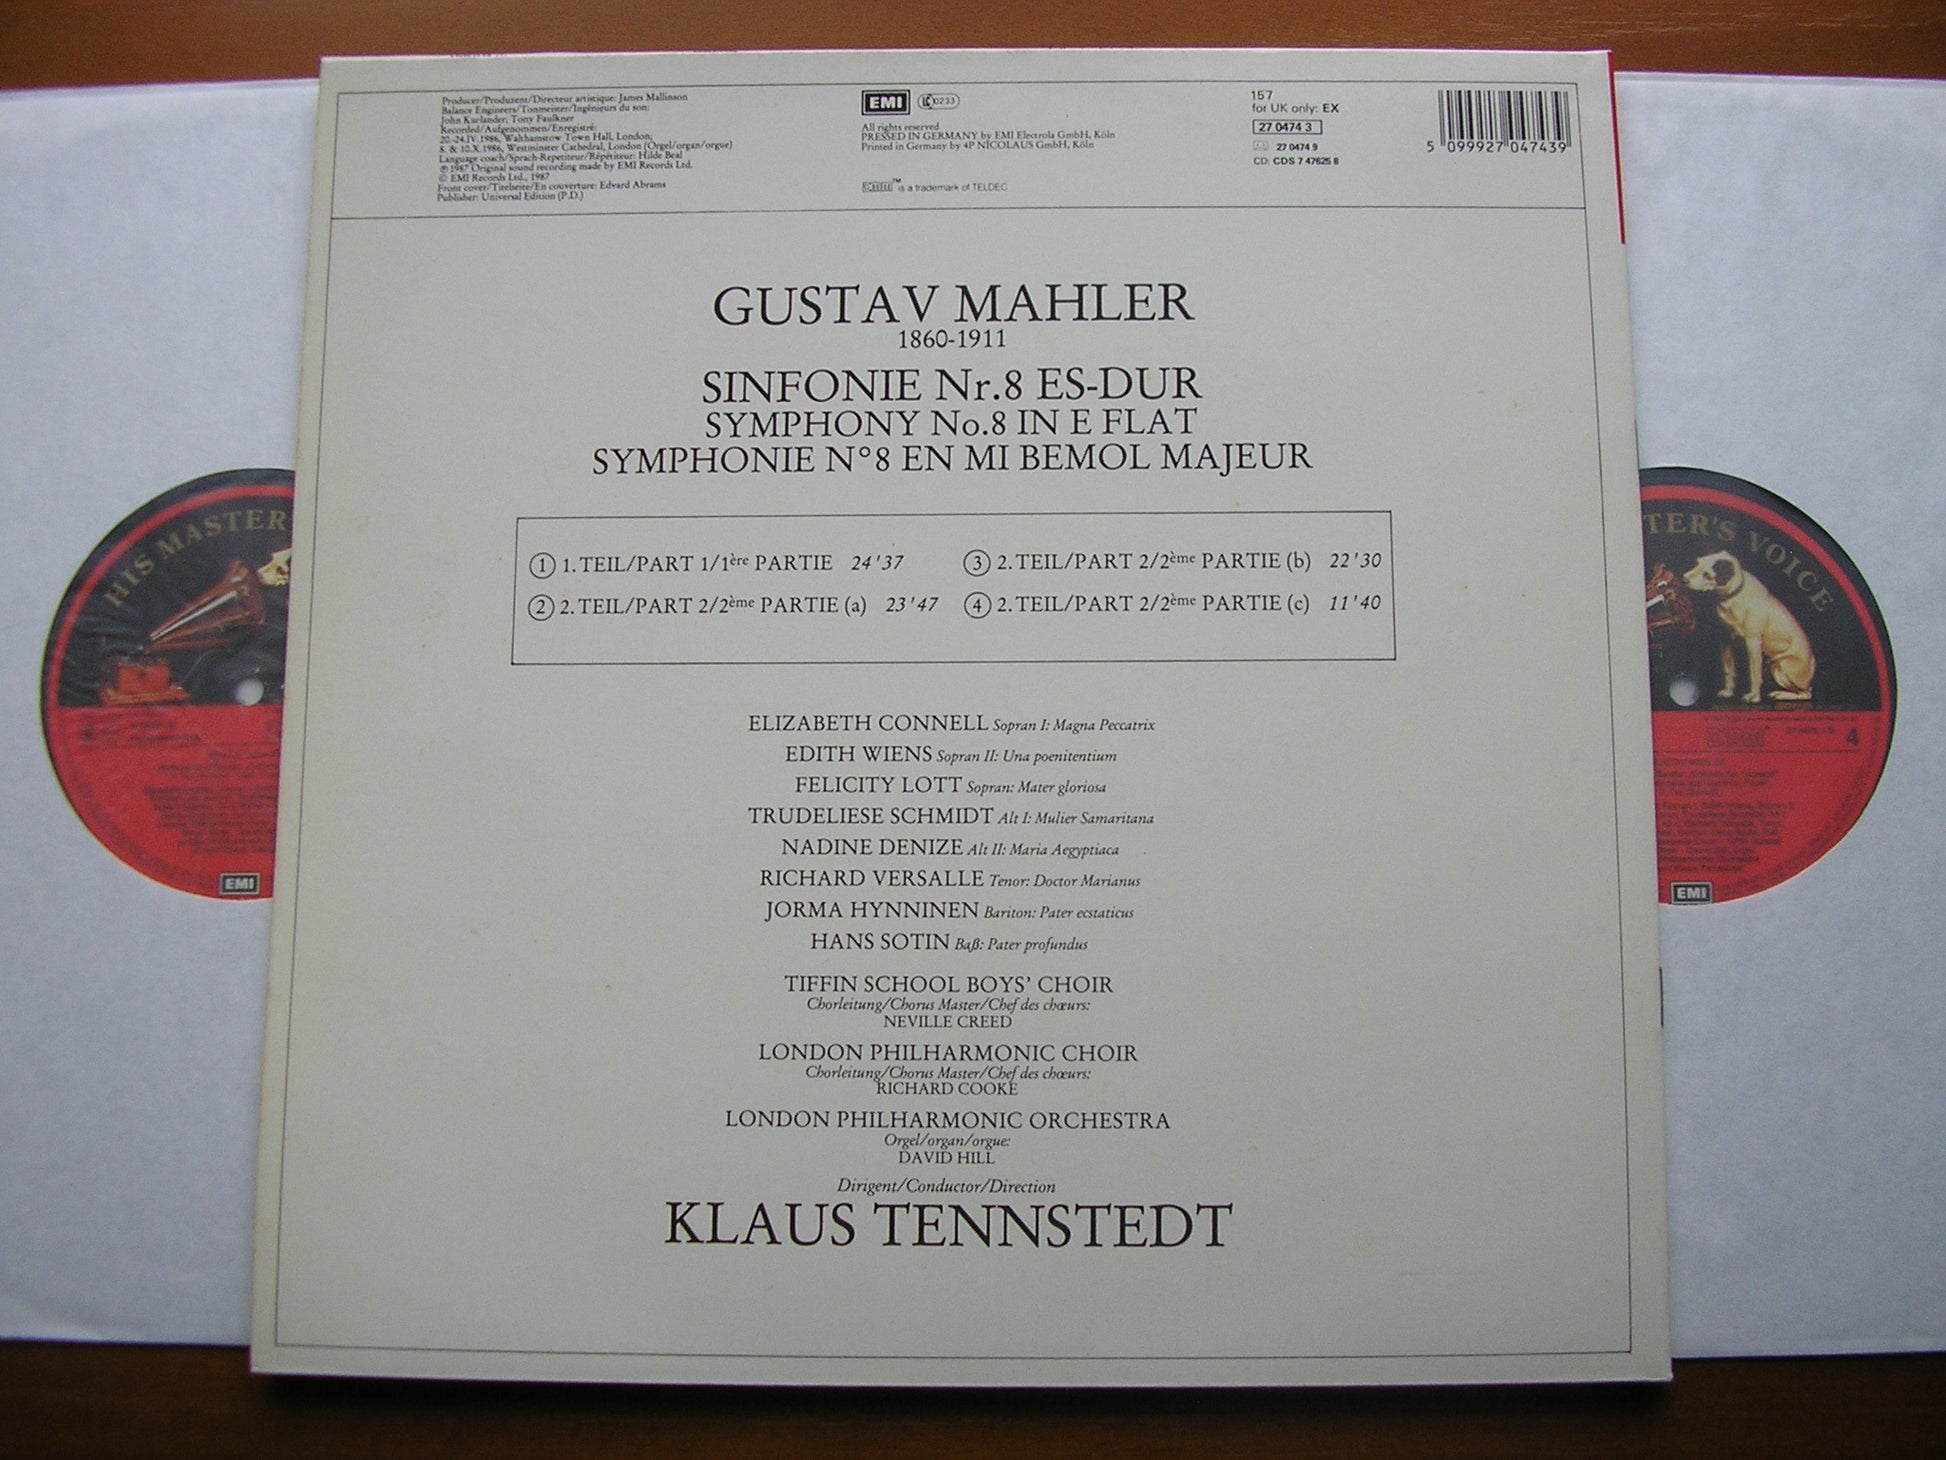 Producer/Produzent/Directeur artistique: James Mallinson
Balance Engineers/Tonmeister/Ingénieurs du son:
John Kurlander; Tony Faulkner
Recorded/Aufgenommen/Enregistré:
20.-24.IV.1986, Walthamstow Town Hall, London;
8. & 10.X.1986, Westminster Cathedral, London (Orgel/organ/orgue)
Language coach/Sprach-Repetiteur/Répétiteur: Hilde Beal
℗ 1987 Original sound recording made by EMI Records Ltd.
© EMI Records Ltd., 1987
Front cover/Titelseite/En couverture: Edvard Abrams
Publisher: Universal Edition (P.D.)
EMI LC 0233
All rights reserved
PRESSED IN GERMANY by EMI Electrola GmbH, Köln
Printed in Germany by 4P NICOLAUS GmbH, Köln
DMM™ is a trademark of TELDEC
157
for UK only: EX
27 0474 3
27 0474 9
CD: CDS 7 47625 8
5 099927 047439
GUSTAV MAHLER
1860-1911
SINFONIE Nr.8 ES-DUR
SYMPHONY No.8 IN E FLAT
SYMPHONIE N°8 EN MI BEMOL MAJEUR
① 1. TEIL/PART 1/1ère PARTIE 24'37
② 2. TEIL/PART 2/2ème PARTIE (a) 23'47
③ 2. TEIL/PART 2/2ème PARTIE (b) 22'30
④ 2. TEIL/PART 2/2ème PARTIE (c) 11'40
ELIZABETH CONNELL Sopran I: Magna Peccatrix
EDITH WIENS Sopran II: Una poenitentium
FELICITY LOTT Sopran: Mater gloriosa
TRUDELIESE SCHMIDT Alt I: Mulier Samaritana
NADINE DENIZE Alt II: Maria Aegyptiaca
RICHARD VERSALLE Tenor: Doctor Marianus
JORMA HYNNINEN Bariton: Pater ecstaticus
HANS SOTIN Baß: Pater profundus
TIFFIN SCHOOL BOYS' CHOIR
Chorleitung/Chorus Master/Chef des chœurs:
NEVILLE CREED
LONDON PHILHARMONIC CHOIR
Chorleitung/Chorus Master/Chef des chœurs:
RICHARD COOKE
LONDON PHILHARMONIC ORCHESTRA
Orgel/organ/orgue:
DAVID HILL
Dirigent/Conductor/Direction
KLAUS TENNSTEDT
HIS MASTER'
EMI
TER'S VOICE
4
EMI